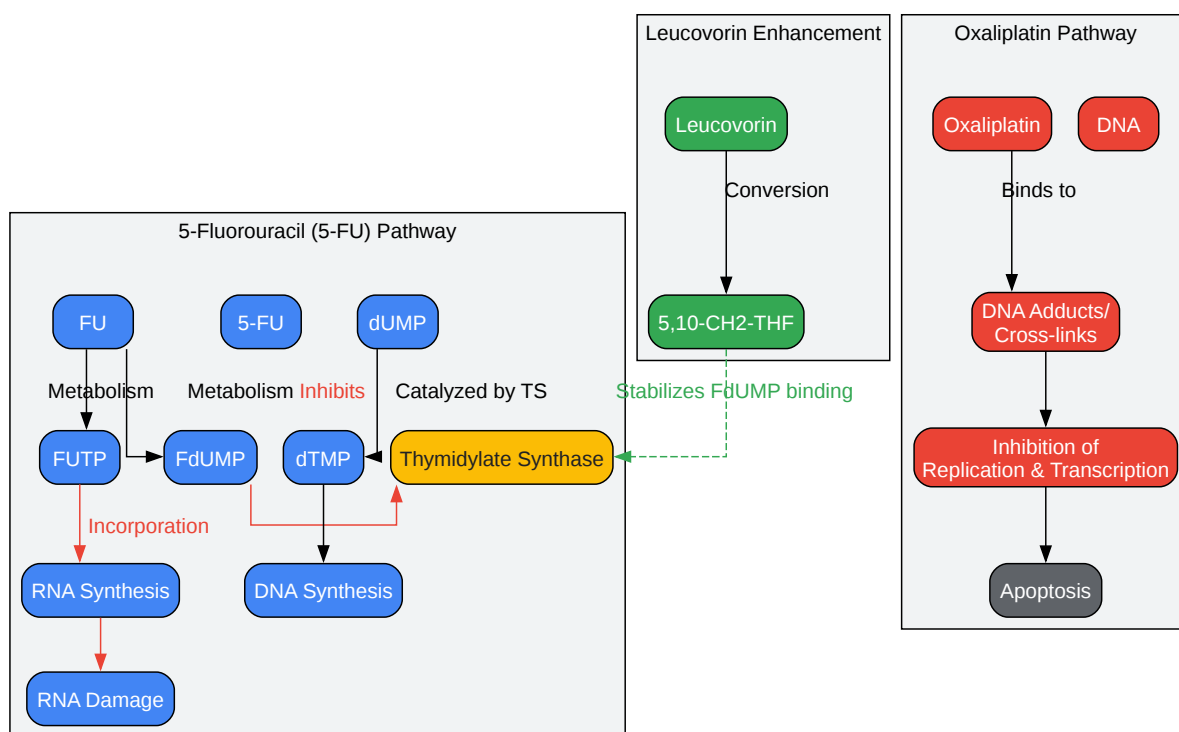 Leucovorin Enhancement
Oxaliplatin Pathway
Leucovorin
Oxaliplatin
DNA
Conversion
Binds to
5-Fluorouracil (5-FU) Pathway
FU
5-FU
dUMP
5,10-CH2-THF
DNA Adducts/
Cross-links
Metabolism
Metabolism
Inhibits
Catalyzed by TS
Stabilizes FdUMP binding
FUTP
FdUMP
dTMP
Thymidylate Synthase
Inhibition of
Replication & Transcription
Incorporation
RNA Synthesis
DNA Synthesis
Apoptosis
RNA Damage